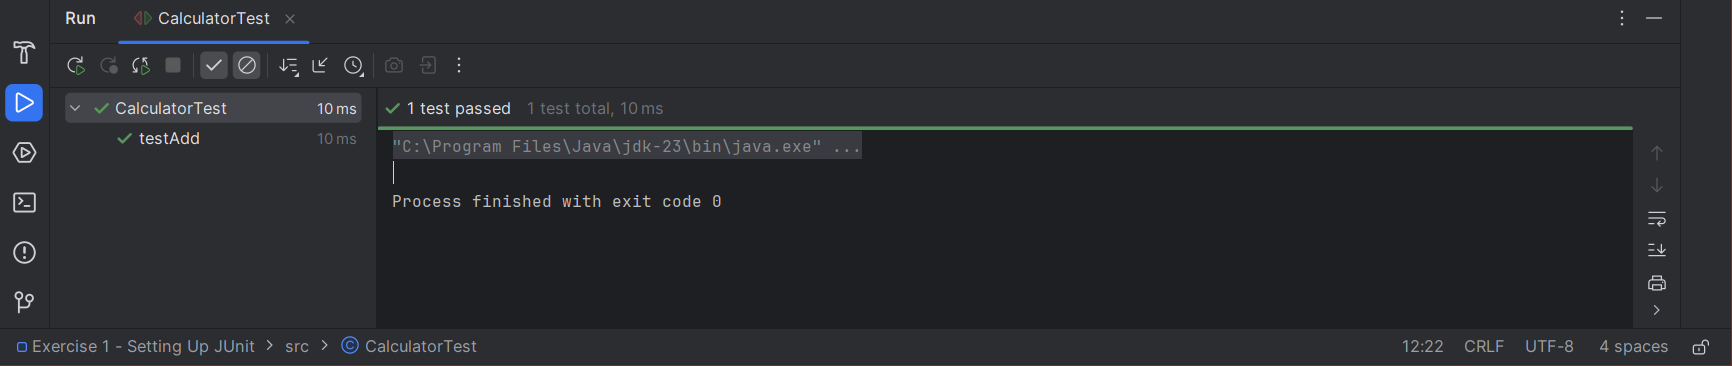 Run CalculatorTest
CalculatorTest 10 ms
testAdd 10 ms
1 test passed 1 test total, 10 ms
"C:\Program Files\Java\jdk-23\bin\java.exe" ...
Process finished with exit code 0
Exercise 1 - Setting Up JUnit > src > CalculatorTest 12:22 CRLF UTF-8 4 spaces